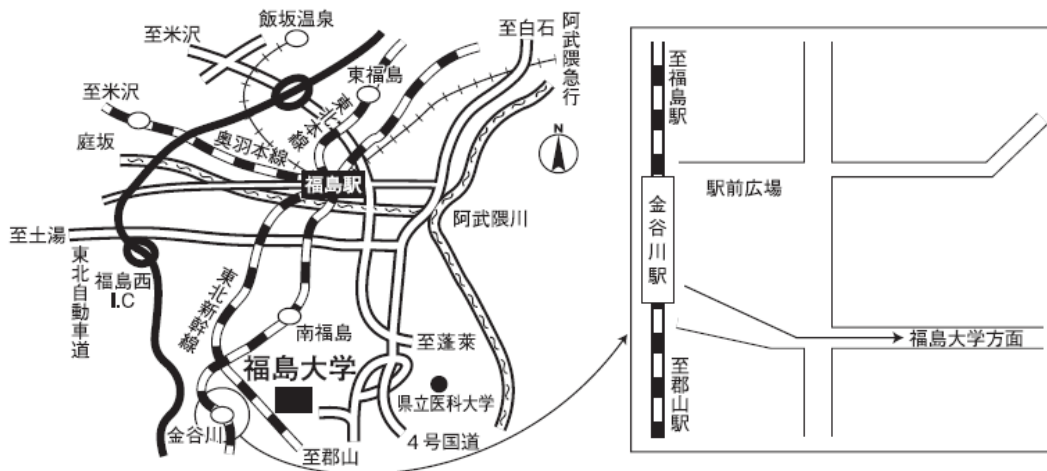 飯坂温泉
至米沢
至白石
阿武隈急行
東福島
至米沢
東北本線
N
庭坂
奥羽本線
福島駅
阿武隈川
至土湯
東北自動車道
福島西
I.C
東北新幹線
南福島
至蓬莱
福島大学
県立医科大学
金谷川
至郡山
4号国道
至福島駅
駅前広場
金谷川駅
福島大学方面
至郡山駅